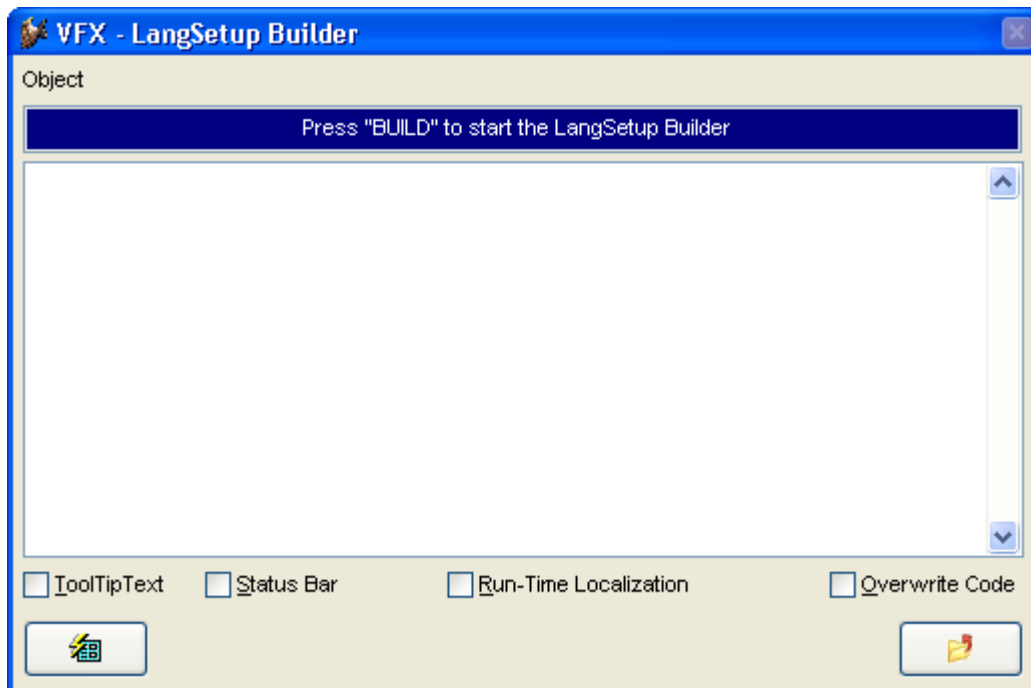 VFX - LangSetup Builder
Object
Press "BUILD" to start the LangSetup Builder
ToolTipText Status Bar Run-Time Localization Overwrite Code